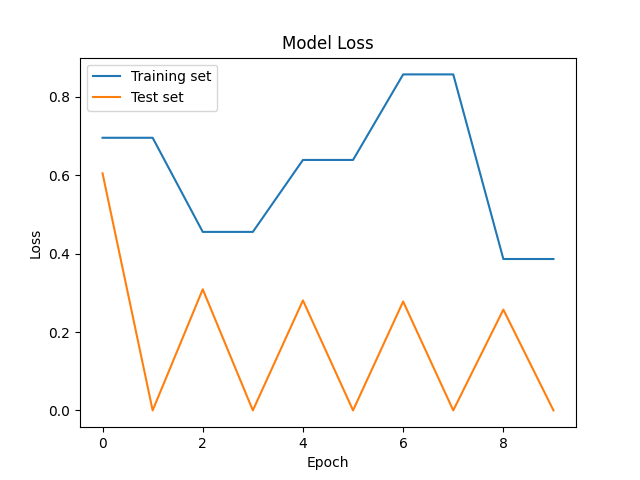 Model Loss
Training set
Test set
0.8
0.6
0.4
0.2
0.0
Loss
0 2 4 6 8
Epoch